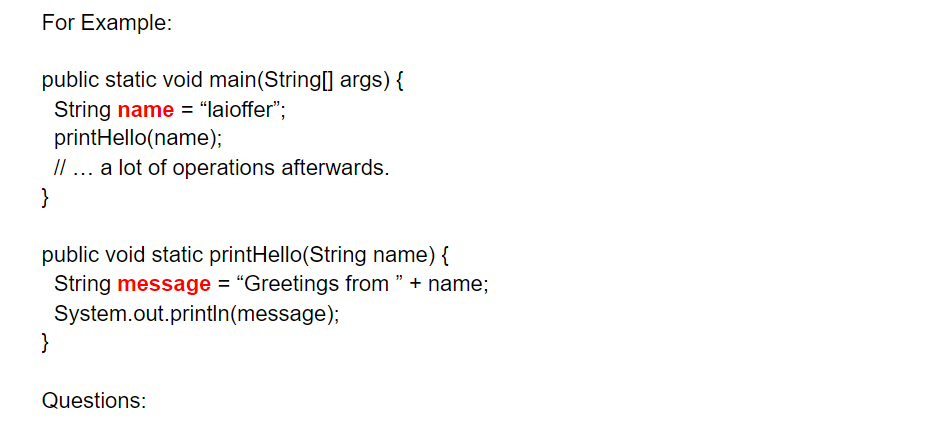 For Example:
public static void main(String[] args) {
String name = “laioffer”;
printHello(name);
// … a lot of operations afterwards.
}
public void static printHello(String name) {
String message = “Greetings from ” + name;
System.out.println(message);
}
Questions: